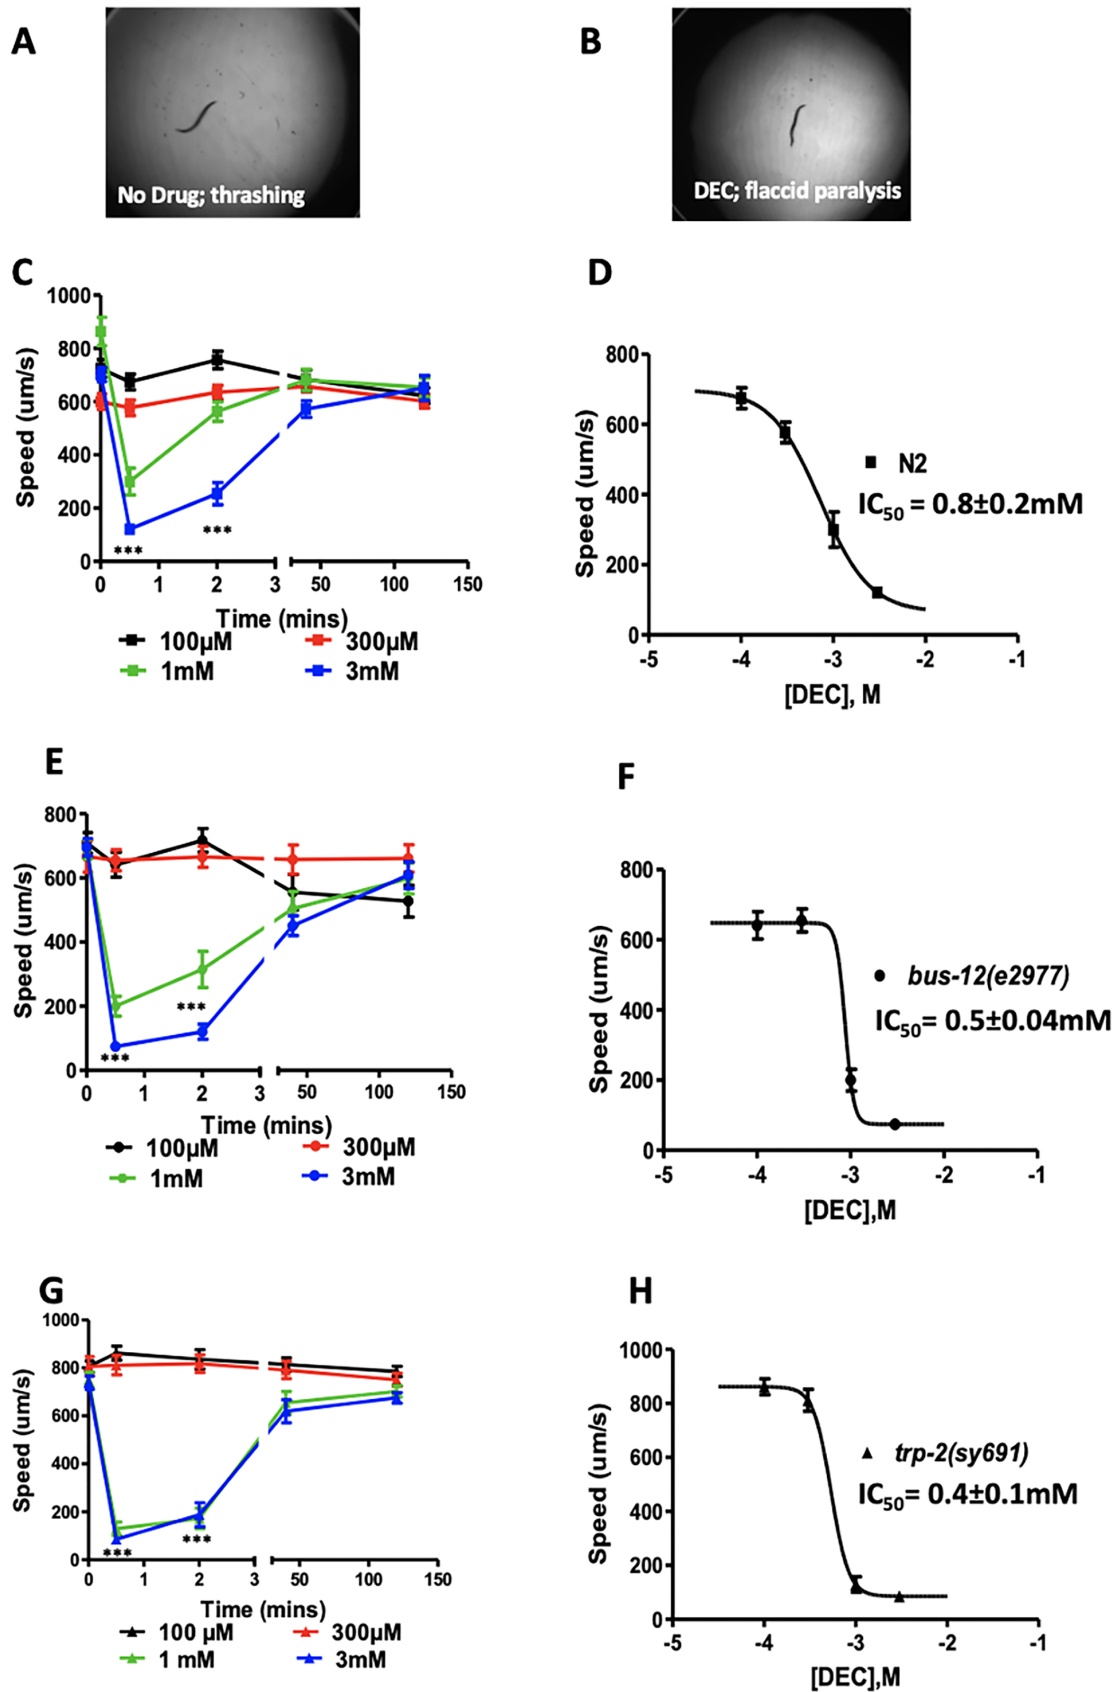 A
B
No Drug; thrashing
DEC; flaccid paralysis
C
1000
800
600
400
200
0
Speed (um/s)
***
***
0 1 2 3 50 100 150
Time (mins)
100μM 300μM
1mM 3mM
D
800
600
400
200
0
Speed (um/s)
N2
IC50 = 0.8±0.2mM
-5 -4 -3 -2 -1
[DEC], M
E
800
600
400
200
0
Speed (um/s)
***
***
0 1 2 3 50 100 150
Time (mins)
100μM 300μM
1mM 3mM
F
800
600
400
200
0
Speed (um/s)
bus-12(e2977)
IC50= 0.5±0.04mM
-5 -4 -3 -2 -1
[DEC],M
G
1000
800
600
400
200
0
Speed (um/s)
***
***
0 1 2 3 50 100 150
Time (mins)
100 μM 300μM
1 mM 3mM
H
1000
800
600
400
200
0
Speed (um/s)
trp-2(sy691)
IC50= 0.4±0.1mM
-5 -4 -3 -2 -1
[DEC],M